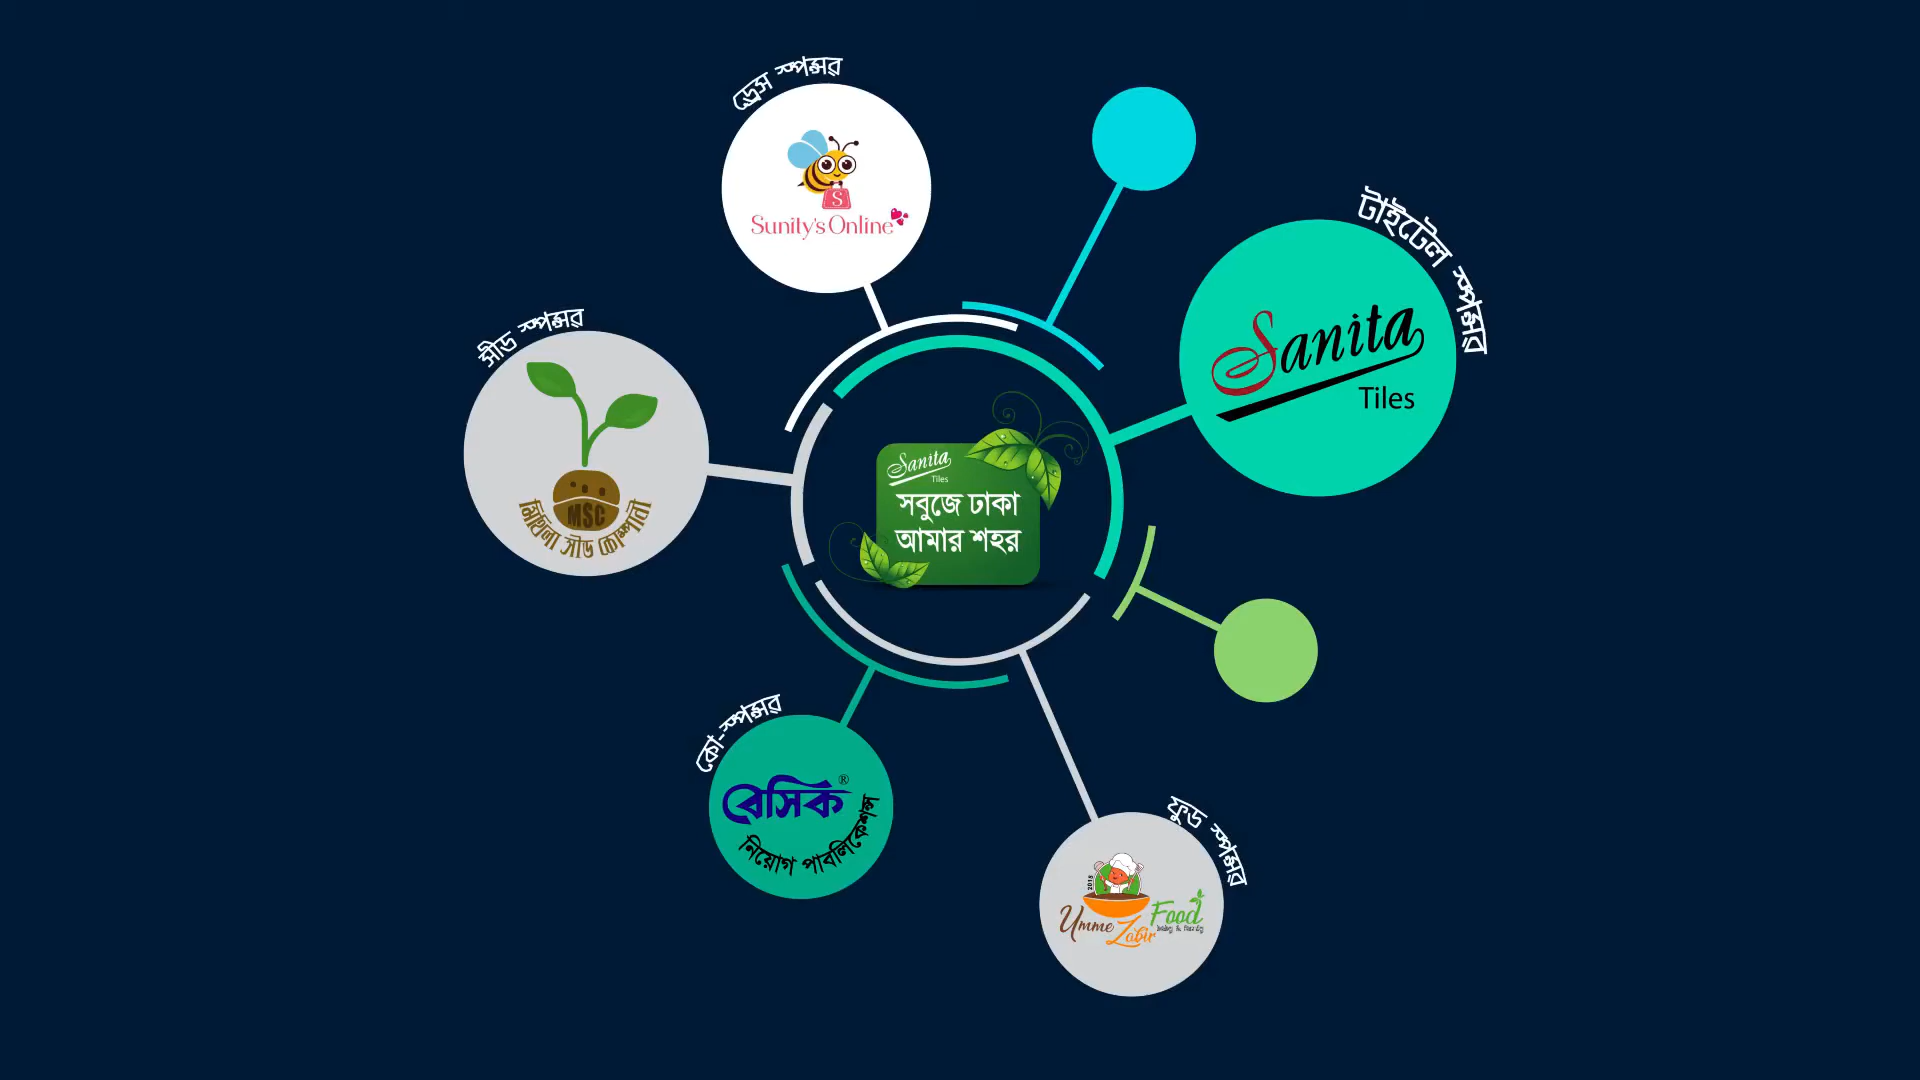 ড্রেস স্পন্সর
S
Sunity's Online
টাইটেল স্পন্সর
Sanita
Tiles
সীড স্পন্সর
MSC
মিথিলা সীড কোম্পানী
Sanita
Tiles
সবুজে ঢাকা
আমার শহর
কো-স্পন্সর
বেসিক®
নিয়োগ পাবলিকেশন্স
ফুড স্পন্সর
2015
Umme
Zabir
Food